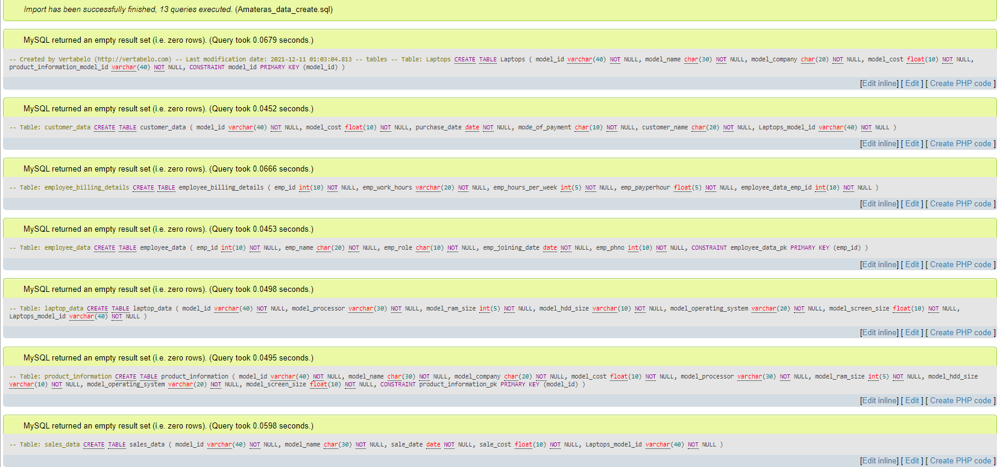 Import has been successfully finished, 13 queries executed. (Amateras_data_create.sql)
MySQL returned an empty result set (i.e. zero rows). (Query took 0.0679 seconds.)
-- Created by Vertabelo (http://vertabelo.com) -- Last modification date: 2021-12-11 01:03:04.813 -- tables -- Table: Laptops CREATE TABLE Laptops ( model_id varchar(40) NOT NULL, model_name char(30) NOT NULL, model_company char(20) NOT NULL, model_cost float(10) NOT NULL,
product_information_model_id varchar(40) NOT NULL, CONSTRAINT model_id PRIMARY KEY (model_id) )
[Edit inline] [ Edit ] [ Create PHP code ]
MySQL returned an empty result set (i.e. zero rows). (Query took 0.0452 seconds.)
-- Table: customer_data CREATE TABLE customer_data ( model_id varchar(40) NOT NULL, model_cost float(10) NOT NULL, purchase_date date NOT NULL, mode_of_payment char(10) NOT NULL, customer_name char(20) NOT NULL, Laptops_model_id varchar(40) NOT NULL )
[Edit inline] [ Edit ] [ Create PHP code ]
MySQL returned an empty result set (i.e. zero rows). (Query took 0.0666 seconds.)
-- Table: employee_billing_details CREATE TABLE employee_billing_details ( emp_id int(10) NOT NULL, emp_work_hours varchar(20) NOT NULL, emp_hours_per_week int(5) NOT NULL, emp_payperhour float(5) NOT NULL, employee_data_emp_id int(10) NOT NULL )
[Edit inline] [ Edit ] [ Create PHP code ]
MySQL returned an empty result set (i.e. zero rows). (Query took 0.0453 seconds.)
-- Table: employee_data CREATE TABLE employee_data ( emp_id int(10) NOT NULL, emp_name char(20) NOT NULL, emp_role char(10) NOT NULL, emp_joining_date date NOT NULL, emp_phno int(10) NOT NULL, CONSTRAINT employee_data_pk PRIMARY KEY (emp_id) )
[Edit inline] [ Edit ] [ Create PHP code ]
MySQL returned an empty result set (i.e. zero rows). (Query took 0.0498 seconds.)
-- Table: laptop_data CREATE TABLE laptop_data ( model_id varchar(40) NOT NULL, model_processor varchar(30) NOT NULL, model_ram_size int(5) NOT NULL, model_hdd_size varchar(10) NOT NULL, model_operating_system varchar(20) NOT NULL, model_screen_size float(10) NOT NULL,
Laptops_model_id varchar(40) NOT NULL )
[Edit inline] [ Edit ] [ Create PHP code ]
MySQL returned an empty result set (i.e. zero rows). (Query took 0.0495 seconds.)
-- Table: product_information CREATE TABLE product_information ( model_id varchar(40) NOT NULL, model_name char(30) NOT NULL, model_company char(20) NOT NULL, model_cost float(10) NOT NULL, model_processor varchar(30) NOT NULL, model_ram_size int(5) NOT NULL, model_hdd_size
varchar(10) NOT NULL, model_operating_system varchar(20) NOT NULL, model_screen_size float(10) NOT NULL, CONSTRAINT product_information_pk PRIMARY KEY (model_id) )
[Edit inline] [ Edit ] [ Create PHP code ]
MySQL returned an empty result set (i.e. zero rows). (Query took 0.0598 seconds.)
-- Table: sales_data CREATE TABLE sales_data ( model_id varchar(40) NOT NULL, model_name char(30) NOT NULL, sale_date date NOT NULL, sale_cost float(10) NOT NULL, Laptops_model_id varchar(40) NOT NULL )
[Edit inline] [ Edit ] [ Create PHP code ]